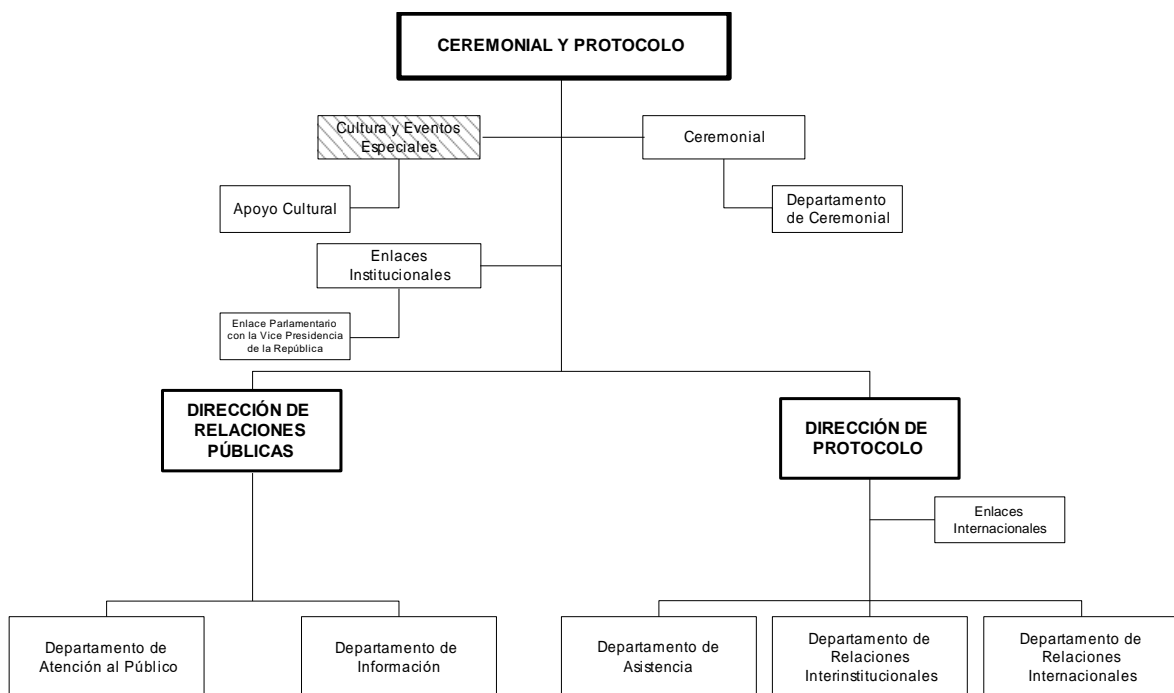 CEREMONIAL Y PROTOCOLO
Cultura y Eventos
Especiales
Ceremonial
Apoyo Cultural
Departamento
de Ceremonial
Enlaces
Institucionales
Enlace Parlamentario
con la Vice Presidencia
de la República
DIRECCIÓN DE
RELACIONES
PÚBLICAS
DIRECCIÓN DE
PROTOCOLO
Enlaces
Internacionales
Departamento de
Atención al Público
Departamento de
Información
Departamento de
Asistencia
Departamento de
Relaciones
Interinstitucionales
Departamento de
Relaciones
Internacionales